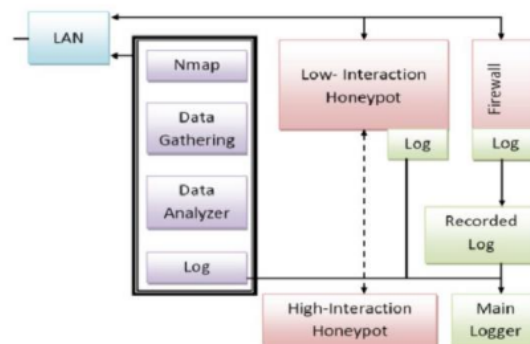 LAN
Nmap
Data
Gathering
Data
Analyzer
Log
Low- Interaction
Honeypot
Log
Firewall
Log
Recorded
Log
High-Interaction
Honeypot
Main
Logger